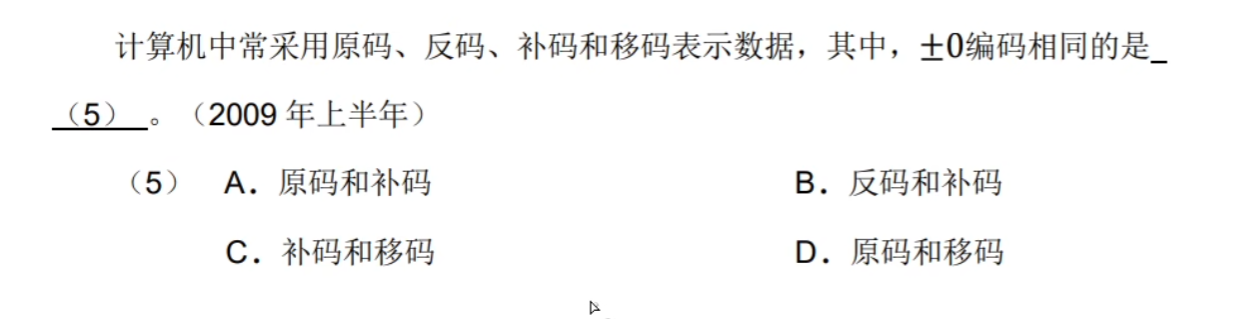 计算机中常采用原码、反码、补码和移码表示数据，其中，±0编码相同的是_
（5）_。（2009 年上半年）
（5） A．原码和补码 B．反码和补码
C．补码和移码 D．原码和移码